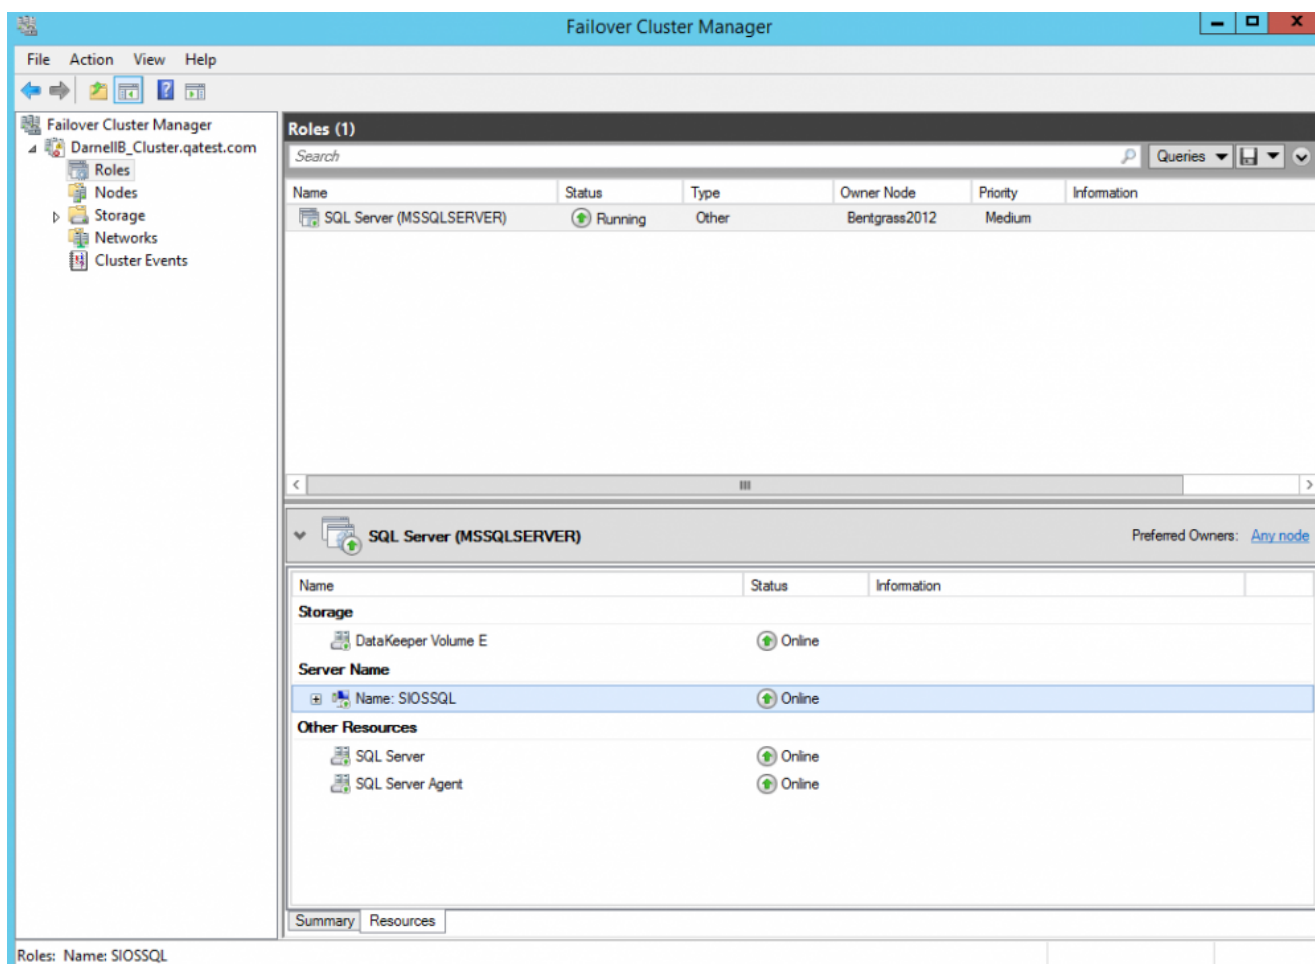 Failover Cluster Manager
File Action View Help
Failover Cluster Manager
DarnellB_Cluster.qatest.com
Roles
Nodes
Storage
Networks
Cluster Events
Roles (1)
Search
Queries
Name Status Type Owner Node Priority Information
SQL Server (MSSQLSERVER) Running Other Bentgrass2012 Medium
SQL Server (MSSQLSERVER) Preferred Owners: Any node
Name Status Information
Storage
DataKeeper Volume E Online
Server Name
Name: SIOSSQL Online
Other Resources
SQL Server Online
SQL Server Agent Online
Summary Resources
Roles: Name: SIOSSQL